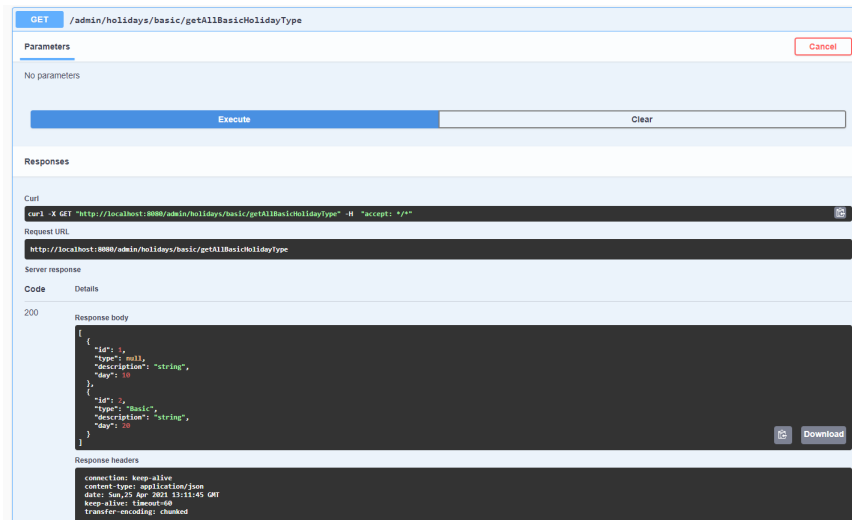 GET /admin/holidays/basic/getAllBasicHolidayType
Parameters
Cancel
No parameters
Execute
Clear
Responses
Curl
curl -X GET "http://localhost:8080/admin/holidays/basic/getAllBasicHolidayType" -H  "accept: */*"
Request URL
http://localhost:8080/admin/holidays/basic/getAllBasicHolidayType
Server response
Code Details
200
Response body
[
  {
    "id": 1,
    "type": null,
    "description": "string",
    "day": 10
  },
  {
    "id": 2,
    "type": "Basic",
    "description": "string",
    "day": 20
  }
]
Download
Response headers
connection: keep-alive
content-type: application/json
date: Sun,25 Apr 2021 13:11:45 GMT
keep-alive: timeout=60
transfer-encoding: chunked